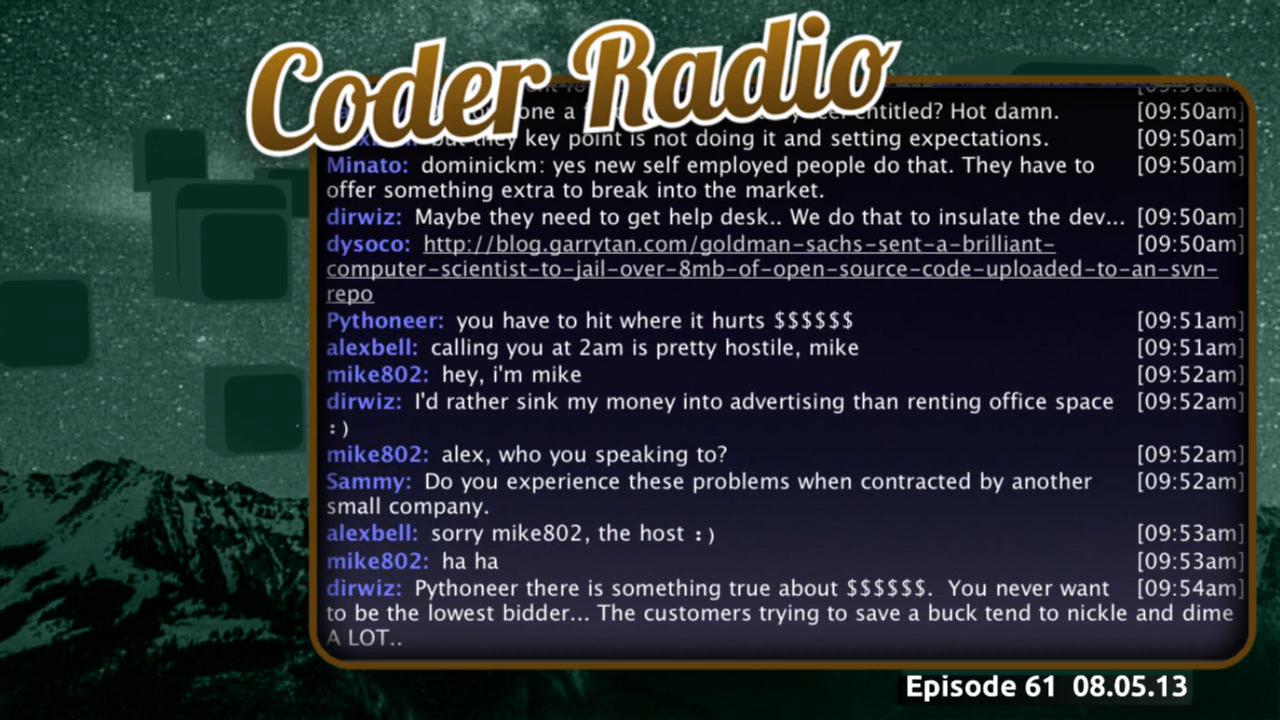 Coder Radio
one a entitled? Hot damn. [09:50am]
key point is not doing it and setting expectations. [09:50am]
Minato: dominickm: yes new self employed people do that. They have to [09:50am]
offer something extra to break into the market.
dirwiz: Maybe they need to get help desk.. We do that to insulate the dev... [09:50am]
dysoco: http://blog.garrytan.com/goldman-sachs-sent-a-brilliant- [09:50am]
computer-scientist-to-jail-over-8mb-of-open-source-code-uploaded-to-an-svn-
repo
Pythoneer: you have to hit where it hurts $$$$$$ [09:51am]
alexbell: calling you at 2am is pretty hostile, mike [09:51am]
mike802: hey, i'm mike [09:52am]
dirwiz: I'd rather sink my money into advertising than renting office space [09:52am]
:)
mike802: alex, who you speaking to? [09:52am]
Sammy: Do you experience these problems when contracted by another [09:52am]
small company.
alexbell: sorry mike802, the host :) [09:53am]
mike802: ha ha [09:53am]
dirwiz: Pythoneer there is something true about $$$$$$. You never want [09:54am]
to be the lowest bidder... The customers trying to save a buck tend to nickle and dime
A LOT..
Episode 61 08.05.13